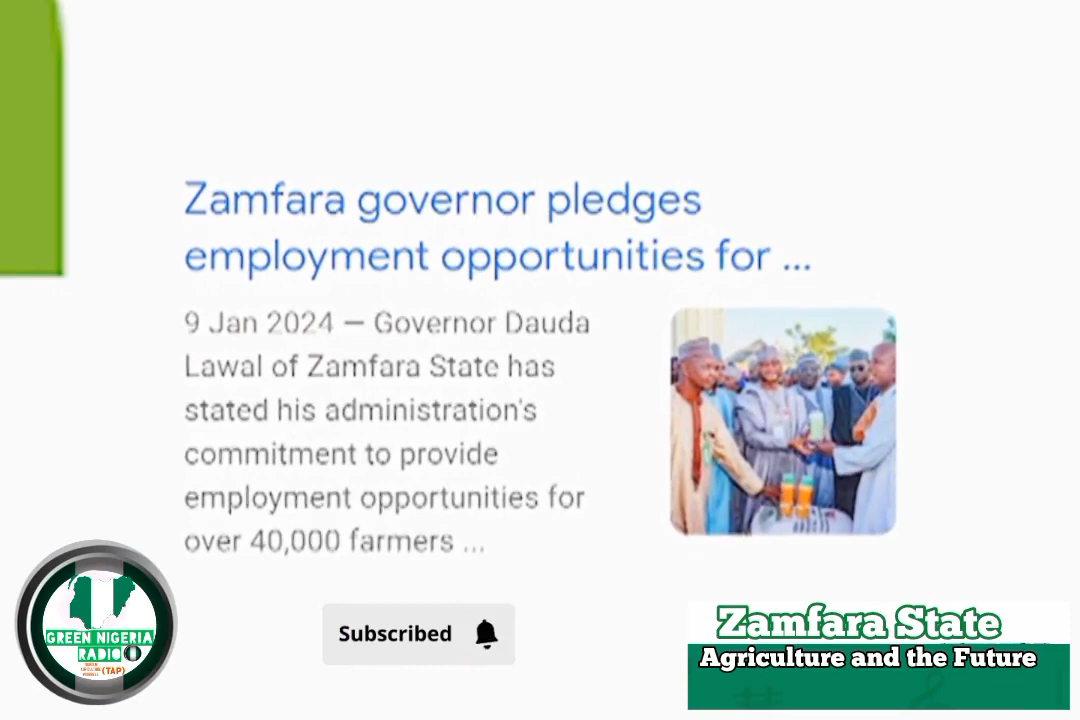 Zamfara governor pledges
employment opportunities for ...
9 Jan 2024 — Governor Dauda
Lawal of Zamfara State has
stated his administration's
commitment to provide
employment opportunities for
over 40,000 farmers ...
GREEN NIGERIA
RADIO
(TAP)
Subscribed
Zamfara State
Agriculture and the Future